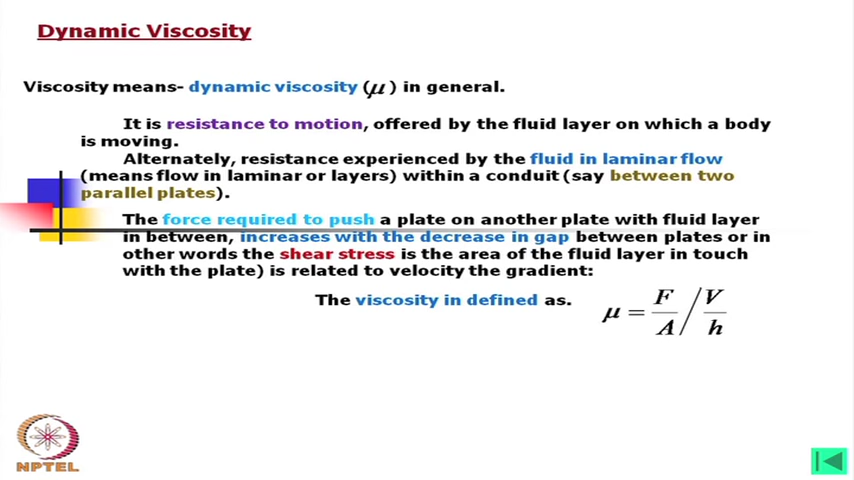 Dynamic Viscosity
Viscosity means- dynamic viscosity (μ) in general.
It is resistance to motion, offered by the fluid layer on which a body
is moving.
Alternately, resistance experienced by the fluid in laminar flow
(means flow in laminar or layers) within a conduit (say between two
parallel plates).
The force required to push a plate on another plate with fluid layer
in between, increases with the decrease in gap between plates or in
other words the shear stress is the area of the fluid layer in touch
with the plate) is related to velocity the gradient:
The viscosity in defined as. μ = F/A / V/h
NPTEL